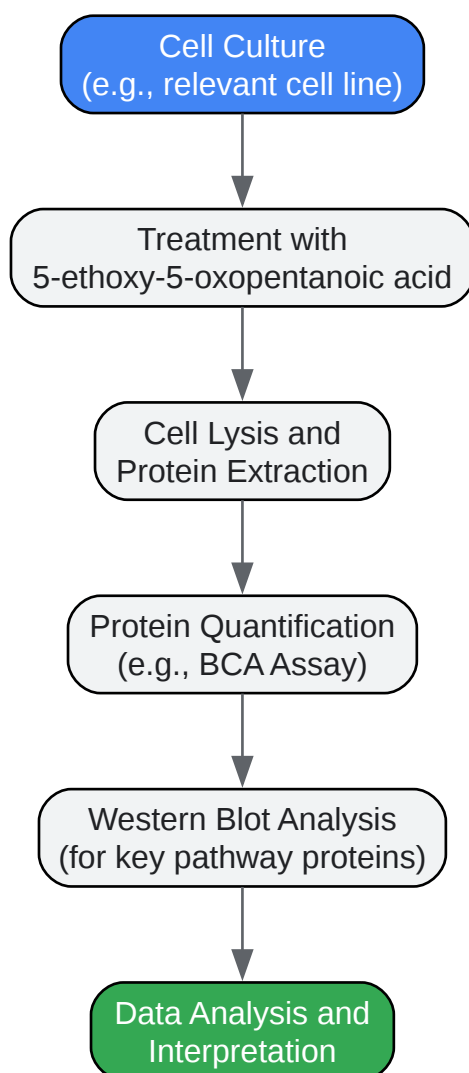 Cell Culture
(e.g., relevant cell line)
Treatment with
5-ethoxy-5-oxopentanoic acid
Cell Lysis and
Protein Extraction
Protein Quantification
(e.g., BCA Assay)
Western Blot Analysis
(for key pathway proteins)
Data Analysis and
Interpretation